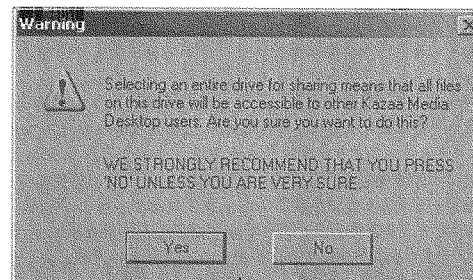 Warning
Selecting an entire drive for sharing means that all files
on this drive will be accessible to other Kazaa Media
Desktop users. Are you sure you want to do this?
WE STRONGLY RECOMMEND THAT YOU PRESS
'NO' UNLESS YOU ARE VERY SURE.
Yes
No